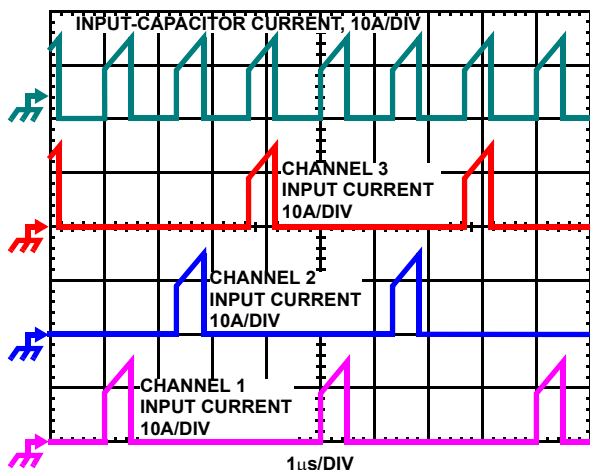 INPUT-CAPACITOR CURRENT, 10A/DIV
CHANNEL 3
INPUT CURRENT
10A/DIV
CHANNEL 2
INPUT CURRENT
10A/DIV
CHANNEL 1
INPUT CURRENT
10A/DIV
1μs/DIV